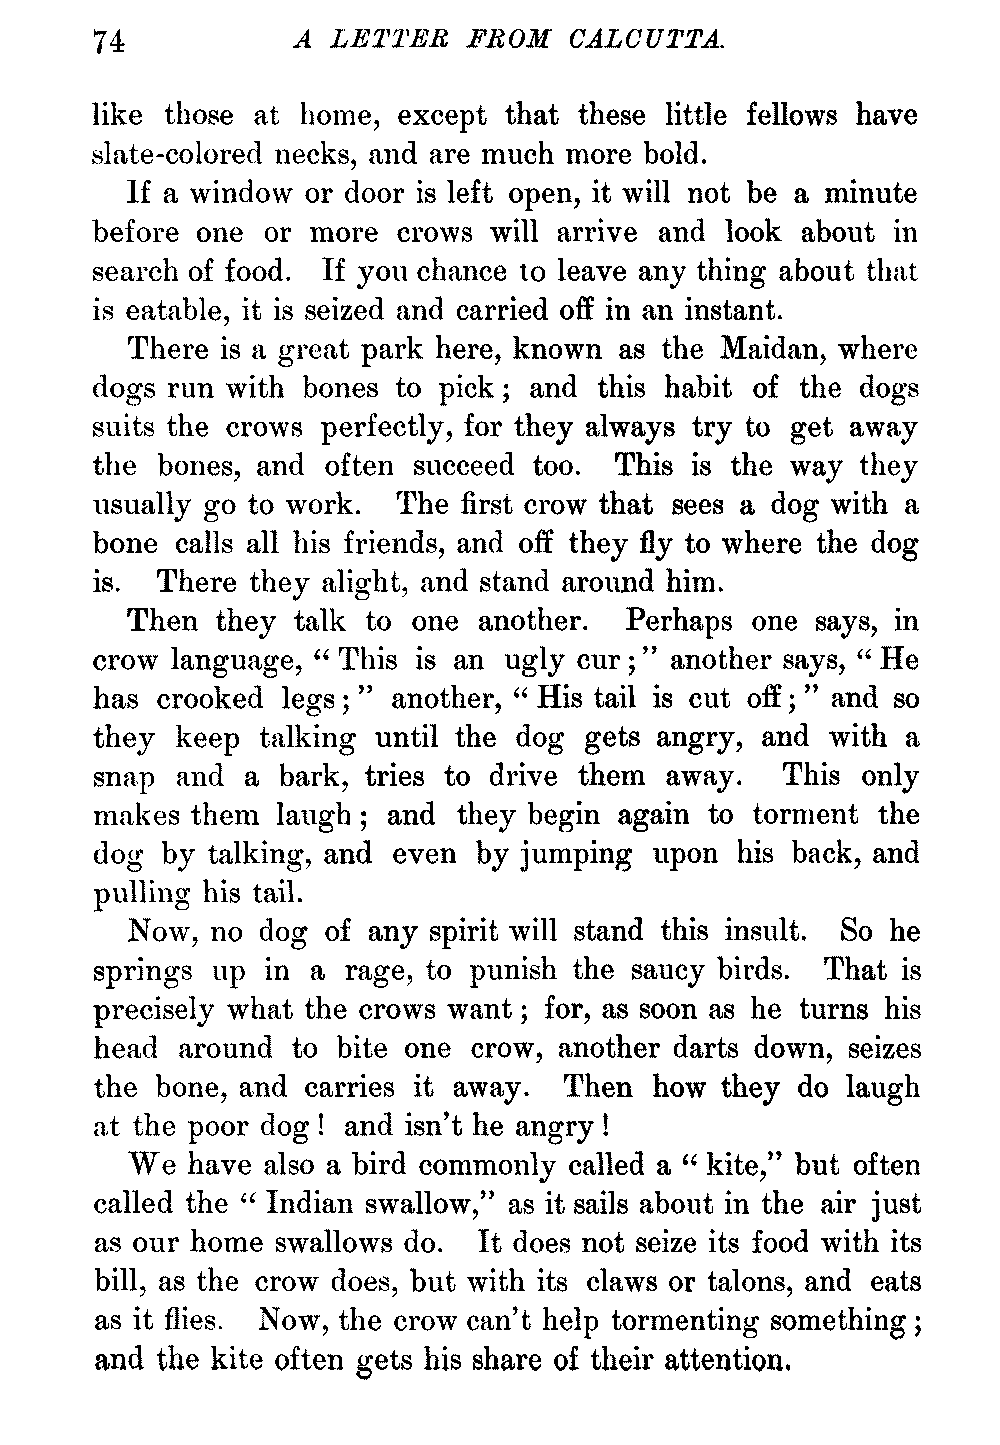 74 A LETTER FROM CALCUTTA.
like those at home, except that these little fellows have
slate-colored necks, and are much more bold.
If a window or door is left open, it will not be a minute
before one or more crows will arrive and look about in
search of food. If you chance to leave any thing about that
is eatable, it is seized and carried off in an instant.
There is a great park here, known as the Maidan, where
dogs run with bones to pick; and this habit of the dogs
suits the crows perfectly, for they always try to get away
the bones, and often succeed too. This is the way they
usually go to work. The first crow that sees a dog with a
bone calls all his friends, and off they fly to where the dog
is. There they alight, and stand around him.
Then they talk to one another. Perhaps one says, in
crow language, “This is an ugly cur;” another says, “He
has crooked legs;” another, “His tail is cut off;” and so
they keep talking until the dog gets angry, and with a
snap and a bark, tries to drive them away. This only
makes them laugh; and they begin again to torment the
dog by talking, and even by jumping upon his back, and
pulling his tail.
Now, no dog of any spirit will stand this insult. So he
springs up in a rage, to punish the saucy birds. That is
precisely what the crows want; for, as soon as he turns his
head around to bite one crow, another darts down, seizes
the bone, and carries it away. Then how they do laugh
at the poor dog! and isn’t he angry!
We have also a bird commonly called a “kite,” but often
called the “Indian swallow,” as it sails about in the air just
as our home swallows do. It does not seize its food with its
bill, as the crow does, but with its claws or talons, and eats
as it flies. Now, the crow can’t help tormenting something;
and the kite often gets his share of their attention.